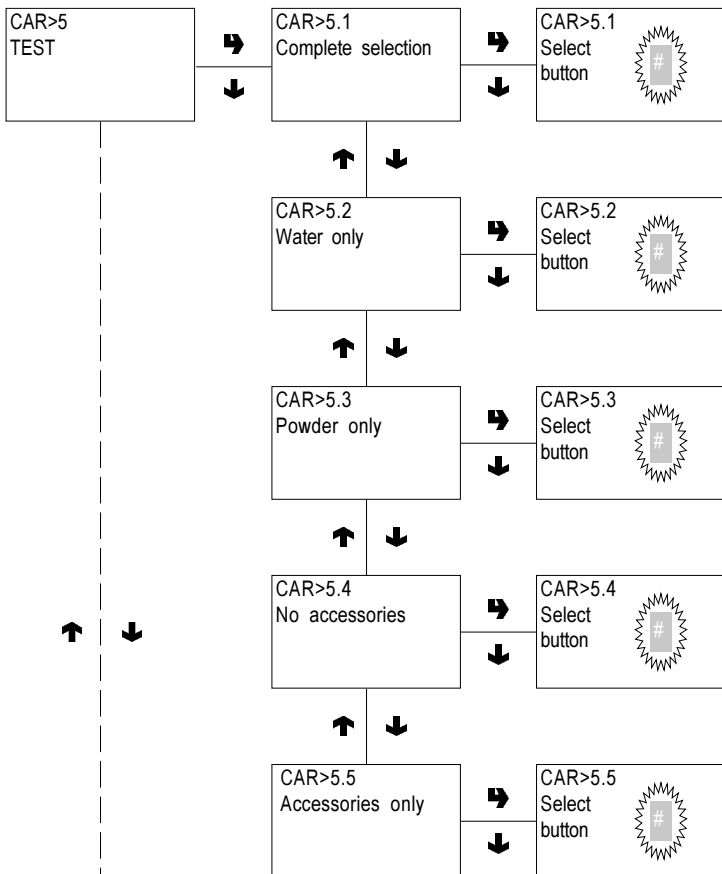 CAR>5
TEST
CAR>5.1
Complete selection
CAR>5.1
Select
button
#
CAR>5.2
Water only
CAR>5.2
Select
button
#
CAR>5.3
Powder only
CAR>5.3
Select
button
#
CAR>5.4
No accessories
CAR>5.4
Select
button
#
CAR>5.5
Accessories only
CAR>5.5
Select
button
#